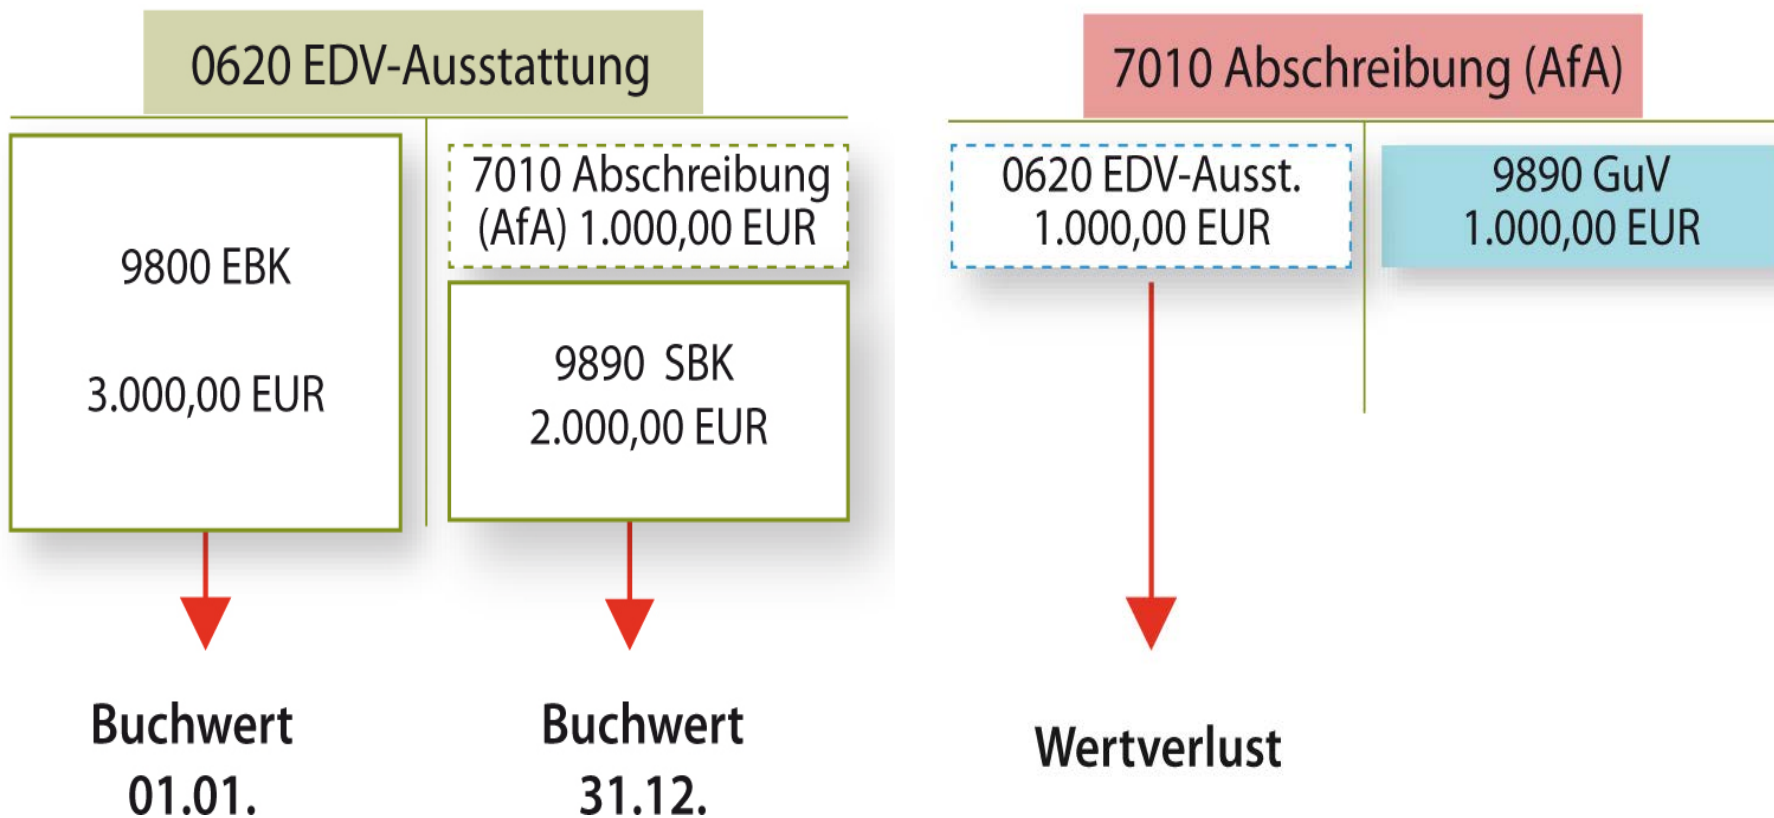 0620 EDV-Ausstattung
9800 EBK
3.000,00 EUR
7010 Abschreibung
(AfA) 1.000,00 EUR
9890 SBK
2.000,00 EUR
Buchwert
01.01.
Buchwert
31.12.
7010 Abschreibung (AfA)
0620 EDV-Ausst.
1.000,00 EUR
9890 GuV
1.000,00 EUR
Wertverlust